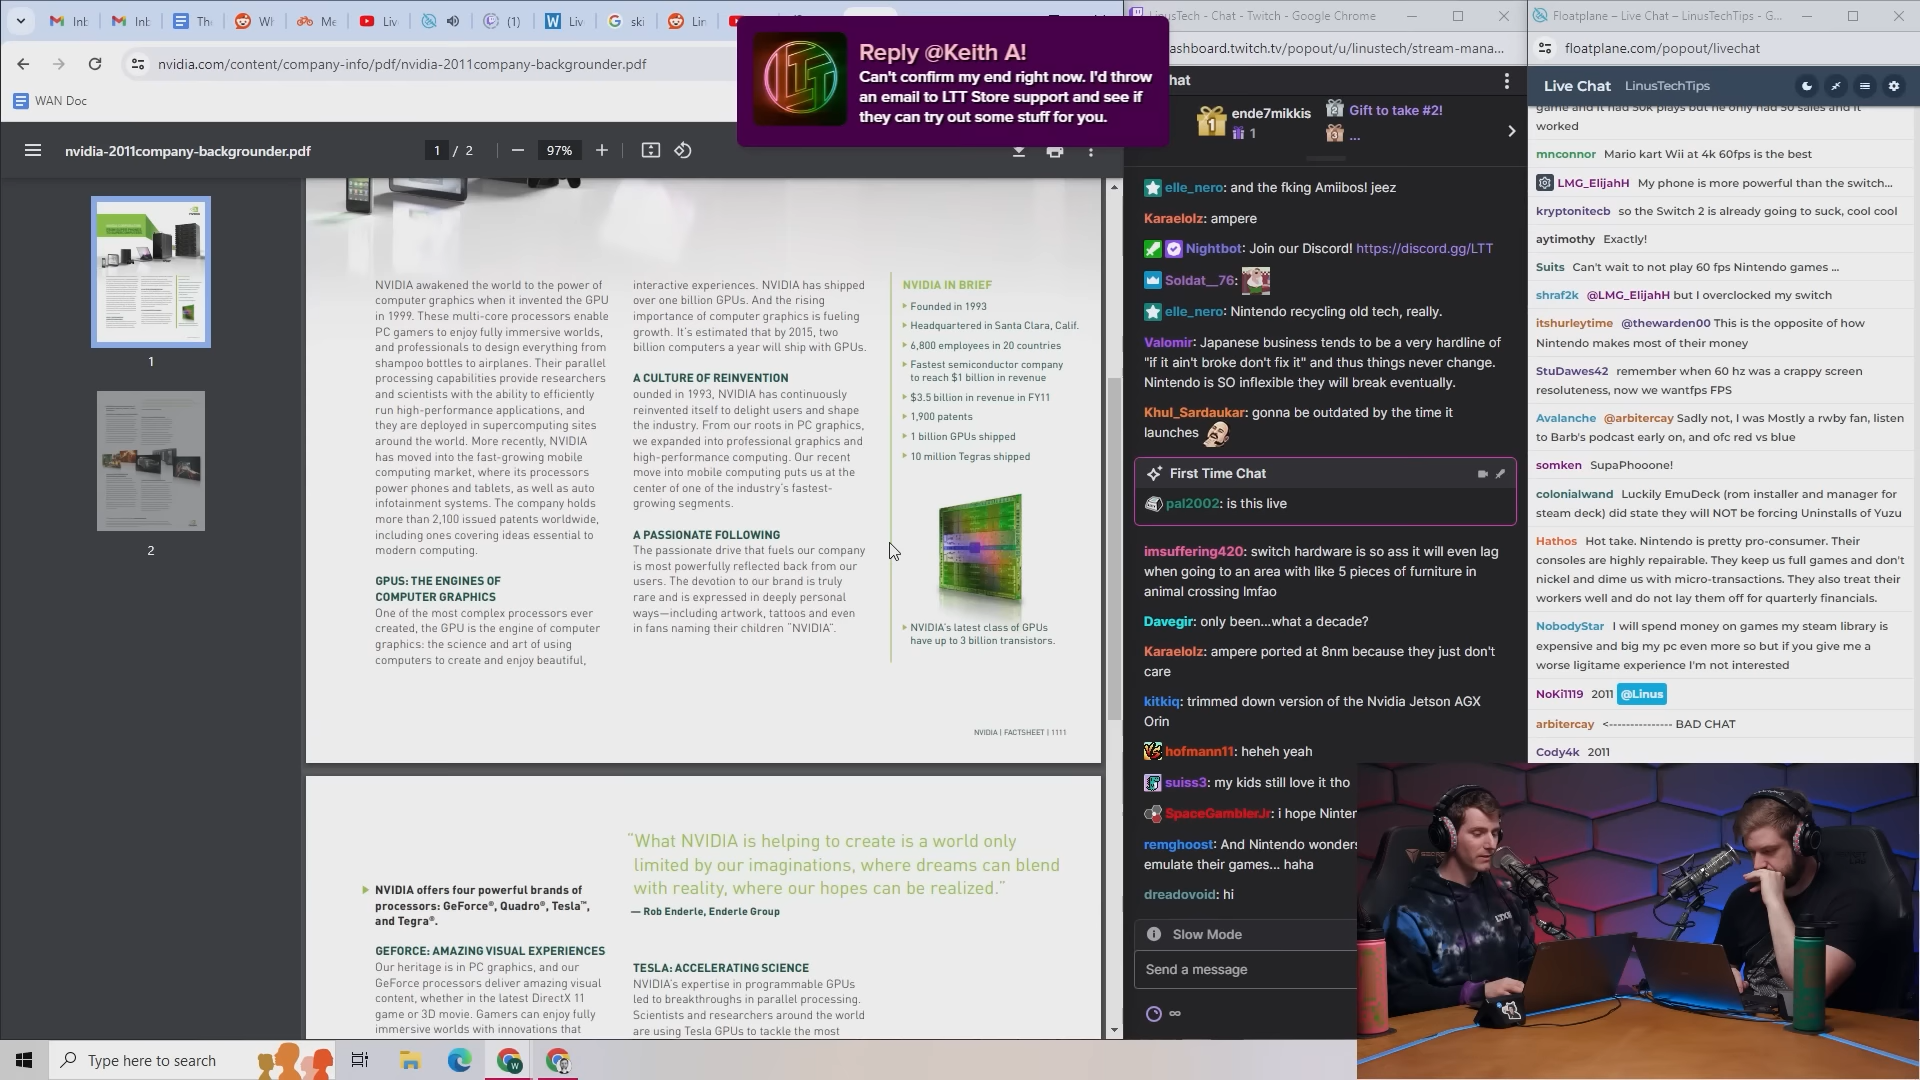 Inb
Inb
The
Wh
Me
Liv
(1)
Liv
ski
Lin
nvidia.com/content/company-info/pdf/nvidia-2011company-backgrounder.pdf
WAN Doc
Reply @Keith A!
Can't confirm my end right now. I'd throw
an email to LTT Store support and see if
they can try out some stuff for you.
LTT
nvidia-2011company-backgrounder.pdf
1 / 2
97%
1
2
NVIDIA awakened the world to the power of
computer graphics when it invented the GPU
in 1999. These multi-core processors enable
PC gamers to enjoy fully immersive worlds,
and professionals to design everything from
shampoo bottles to airplanes. Their parallel
processing capabilities provide researchers
and scientists with the ability to efficiently
run high-performance applications, and
they are deployed in supercomputing sites
around the world. More recently, NVIDIA
has moved into the fast-growing mobile
computing market, where its processors
power phones and tablets, as well as auto
infotainment systems. The company holds
more than 2,100 issued patents worldwide,
including ones covering ideas essential to
modern computing.
GPUS: THE ENGINES OF
COMPUTER GRAPHICS
One of the most complex processors ever
created, the GPU is the engine of computer
graphics: the science and art of using
computers to create and enjoy beautiful,
interactive experiences. NVIDIA has shipped
over one billion GPUs. And the rising
importance of computer graphics is fueling
growth. It's estimated that by 2015, two
billion computers a year will ship with GPUs.
A CULTURE OF REINVENTION
ounded in 1993, NVIDIA has continuously
reinvented itself to delight users and shape
the industry. From our roots in PC graphics,
we expanded into professional graphics and
high-performance computing. Our recent
move into mobile computing puts us at the
center of one of the industry's fastest-
growing segments.
A PASSIONATE FOLLOWING
The passionate drive that fuels our company
is most powerfully reflected back from our
users. The devotion to our brand is truly
rare and is expressed in deeply personal
ways—including artwork, tattoos and even
in fans naming their children "NVIDIA".
NVIDIA IN BRIEF
Founded in 1993
Headquartered in Santa Clara, Calif.
6,800 employees in 20 countries
Fastest semiconductor company
to reach $1 billion in revenue
$3.5 billion in revenue in FY11
1,900 patents
1 billion GPUs shipped
10 million Tegras shipped
NVIDIA's latest class of GPUs
have up to 3 billion transistors.
NVIDIA | FACTSHEET | 1111
"What NVIDIA is helping to create is a world only
limited by our imaginations, where dreams can blend
with reality, where our hopes can be realized."
— Rob Enderle, Enderle Group
NVIDIA offers four powerful brands of
processors: GeForce®, Quadro®, Tesla™,
and Tegra®.
GEFORCE: AMAZING VISUAL EXPERIENCES
Our heritage is in PC graphics, and our
GeForce processors deliver amazing visual
content, whether in the latest DirectX 11
game or 3D movie. Gamers can enjoy fully
immersive worlds with innovations that
TESLA: ACCELERATING SCIENCE
NVIDIA's expertise in programmable GPUs
led to breakthroughs in parallel processing.
Scientists and researchers around the world
are using Tesla GPUs to tackle the most
Type here to search
LinusTech - Chat - Twitch - Google Chrome
ashboard.twitch.tv/popout/u/linustech/stream-mana...
hat
1
ende7mikkis
1
2 Gift to take #2!
3 ...
elle_nero: and the fking Amiibos! jeez
Karaelolz: ampere
Nightbot: Join our Discord! https://discord.gg/LTT
Soldat__76:
elle_nero: Nintendo recycling old tech, really.
Valomir: Japanese business tends to be a very hardline of
"if it ain't broke don't fix it" and thus things never change.
Nintendo is SO inflexible they will break eventually.
Khul_Sardaukar: gonna be outdated by the time it
launches
First Time Chat
pal2002: is this live
imsuffering420: switch hardware is so ass it will even lag
when going to an area with like 5 pieces of furniture in
animal crossing lmfao
Davegir: only been...what a decade?
Karaelolz: ampere ported at 8nm because they just don't
care
kitkiq: trimmed down version of the Nvidia Jetson AGX
Orin
hofmann11: heheh yeah
suiss3: my kids still love it tho
SpaceGamblerJr: i hope Ninter
remghoost: And Nintendo wonders
emulate their games... haha
dreadovoid: hi
Slow Mode
Send a message
∞
Floatplane – Live Chat – LinusTechTips - G...
floatplane.com/popout/livechat
Live Chat LinusTechTips
game and it had 50k plays but he only had 50 sales and it
worked
mnconnor Mario kart Wii at 4k 60fps is the best
LMG_ElijahH My phone is more powerful than the switch...
kryptonitecb so the Switch 2 is already going to suck, cool cool
aytimothy Exactly!
Suits Can't wait to not play 60 fps Nintendo games ...
shraf2k @LMG_ElijahH but I overclocked my switch
itshurleytime @thewarden00 This is the opposite of how
Nintendo makes most of their money
StuDawes42 remember when 60 hz was a crappy screen
resoluteness, now we wantfps FPS
Avalanche @arbitercay Sadly not, I was Mostly a rwby fan, listen
to Barb's podcast early on, and ofc red vs blue
somken SupaPhooone!
colonialwand Luckily EmuDeck (rom installer and manager for
steam deck) did state they will NOT be forcing Uninstalls of Yuzu
Hathos Hot take. Nintendo is pretty pro-consumer. Their
consoles are highly repairable. They keep us full games and don't
nickel and dime us with micro-transactions. They also treat their
workers well and do not lay them off for quarterly financials.
NobodyStar I will spend money on games my steam library is
expensive and big my pc even more so but if you give me a
worse ligitame experience I'm not interested
NoKi1119 2011 @Linus
arbitercay <--------------- BAD CHAT
Cody4k 2011